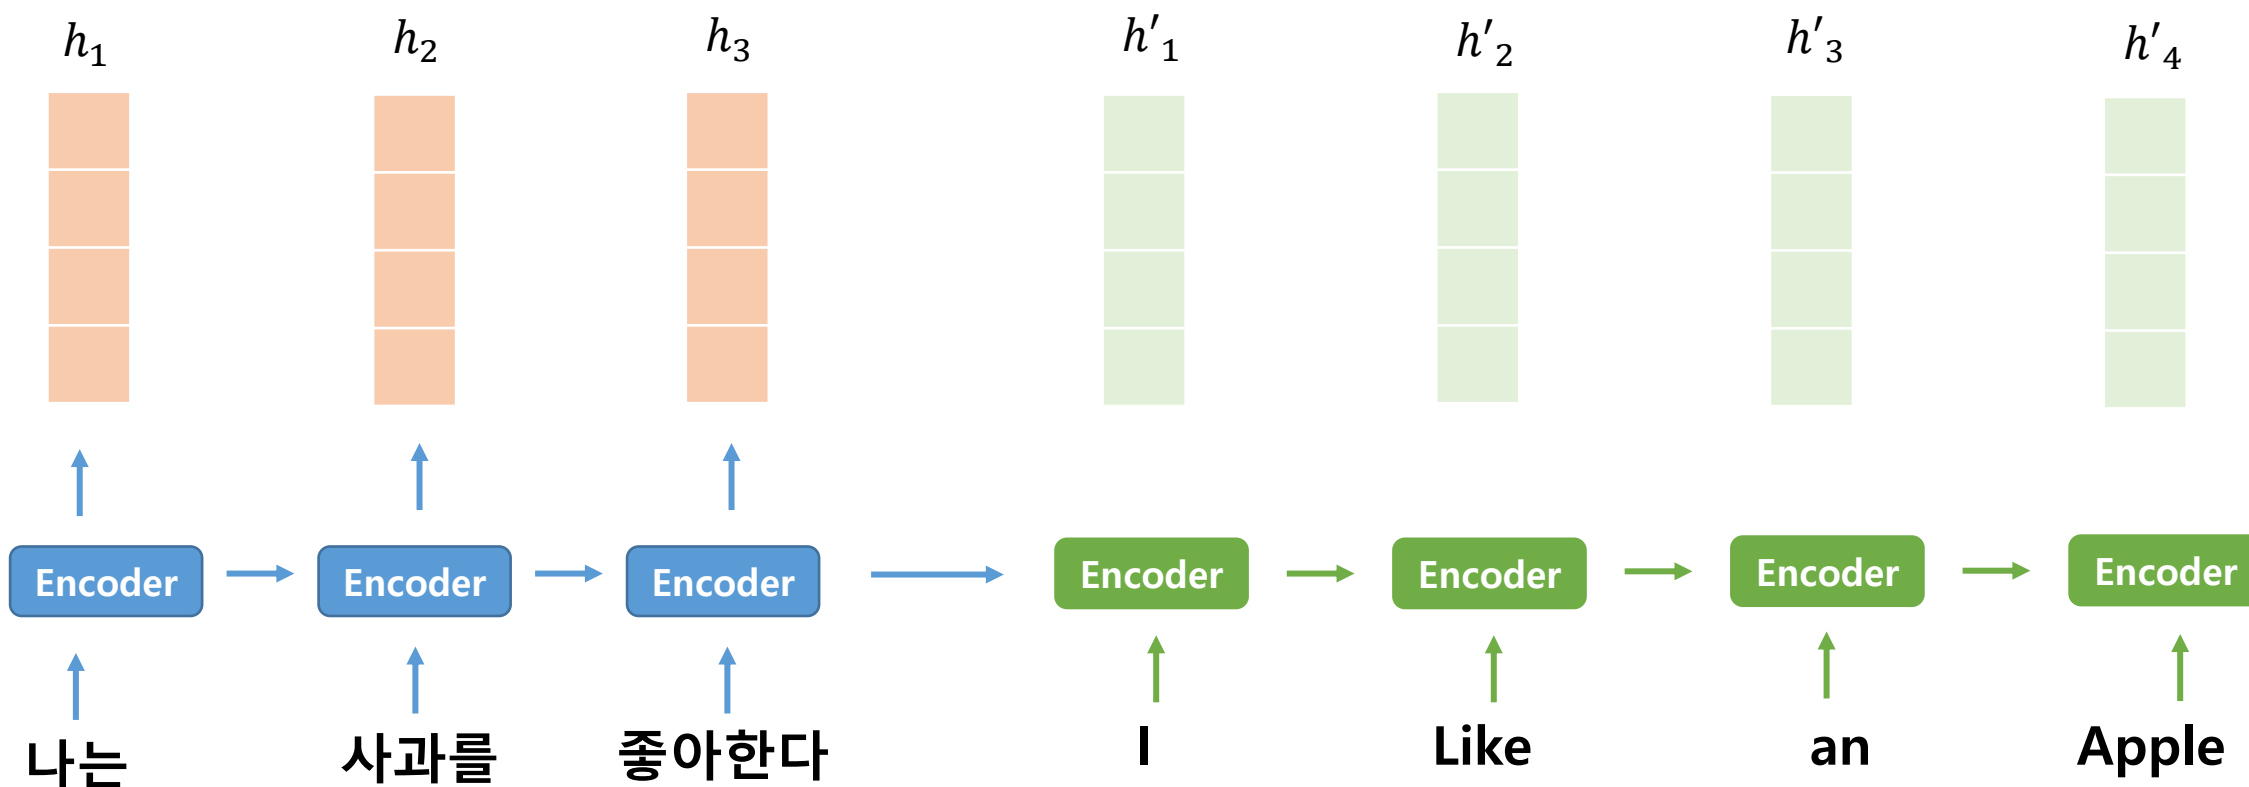 h₁ h₂ h₃ h'₁ h'₂ h'₃ h'₄
Encoder Encoder Encoder Encoder Encoder Encoder Encoder
나는 사과를 좋아한다 I Like an Apple